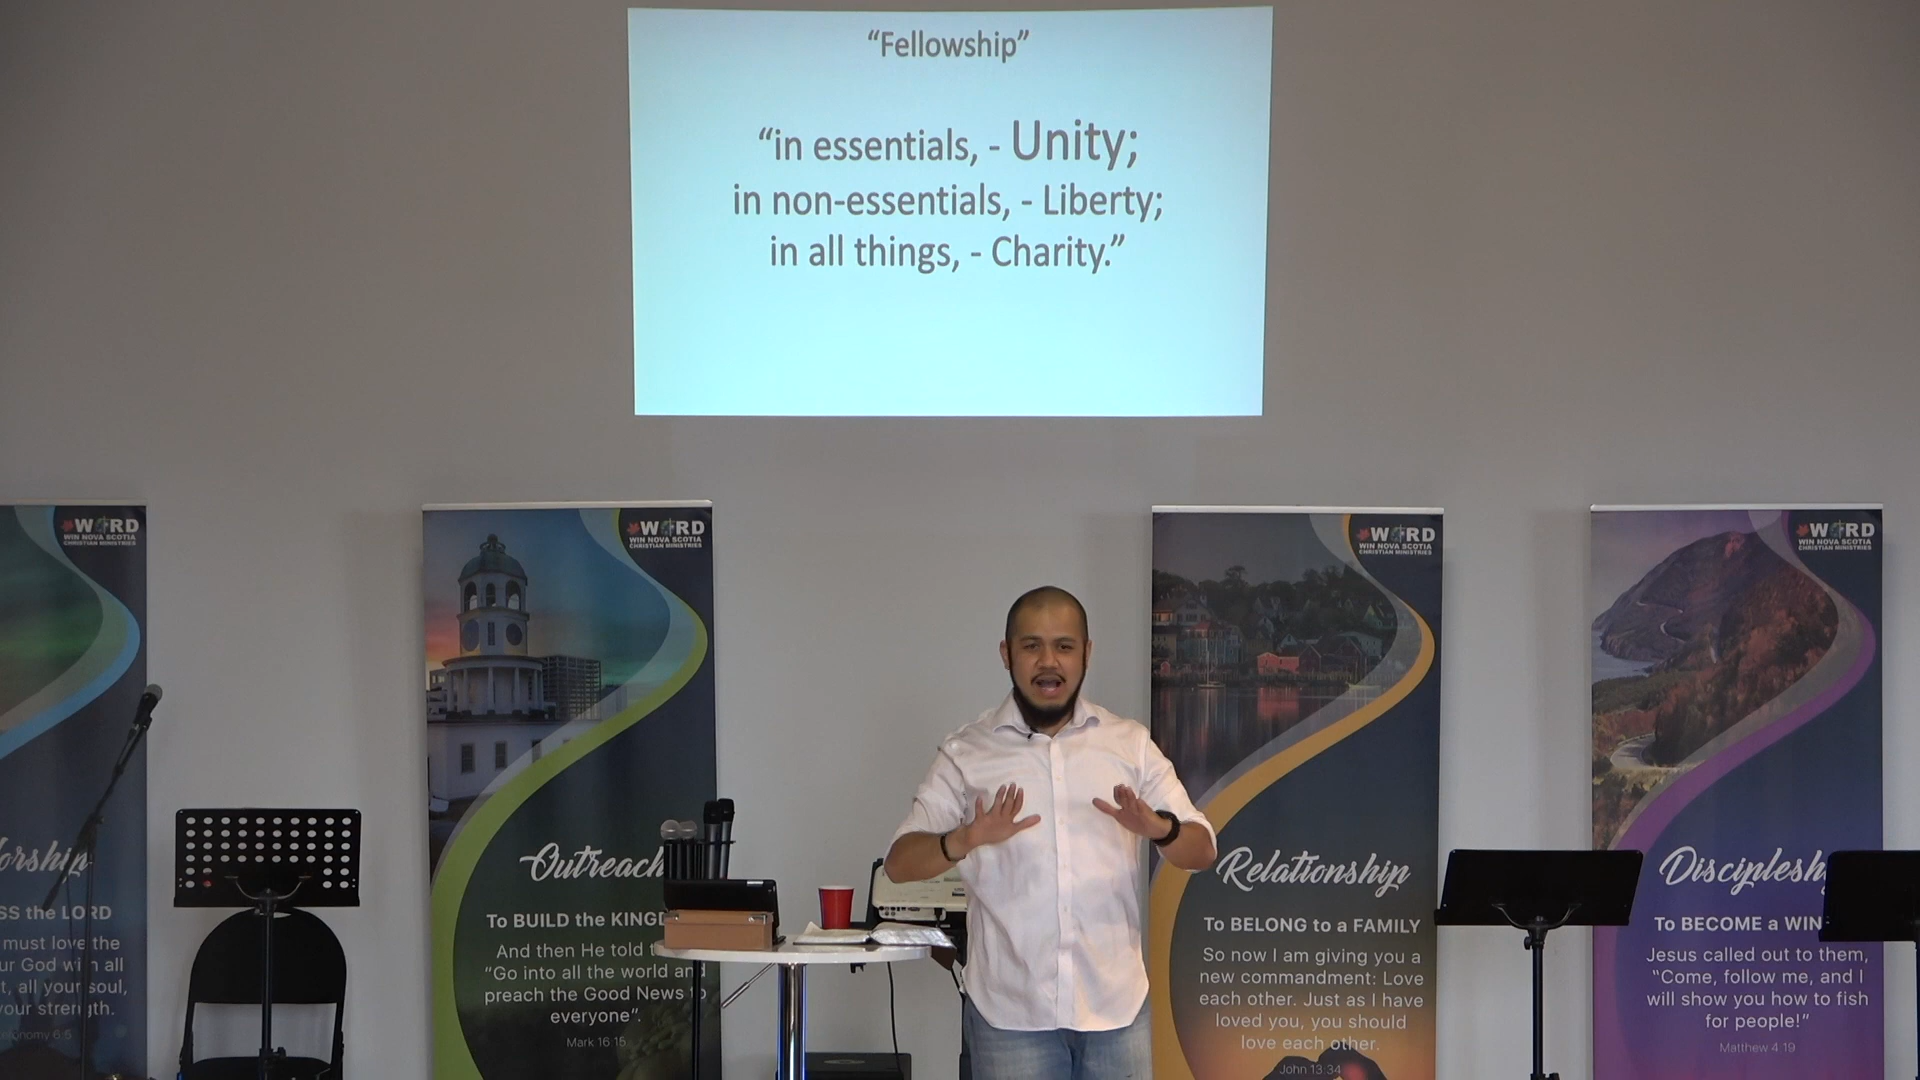 “Fellowship”
“in essentials, - Unity;
in non-essentials, - Liberty;
in all things, - Charity.”
WORD
WIN NOVA SCOTIA
CHRISTIAN MINISTRIES
SS the LORD
must love the
ur God with all
t, all your soul,
your strength.
6:5
WORD
WIN NOVA SCOTIA
CHRISTIAN MINISTRIES
Outreach
To BUILD the KINGD
And then He told t
“Go into all the world and
preach the Good News to
everyone”.
Mark 16:15
WORD
WIN NOVA SCOTIA
CHRISTIAN MINISTRIES
Relationship
To BELONG to a FAMILY
So now I am giving you a
new commandment: Love
each other. Just as I have
loved you, you should
love each other.
John 13:34
WORD
WIN NOVA SCOTIA
CHRISTIAN MINISTRIES
Disciplesh
To BECOME a WIN
Jesus called out to them,
“Come, follow me, and I
will show you how to fish
for people!”
Matthew 4:19